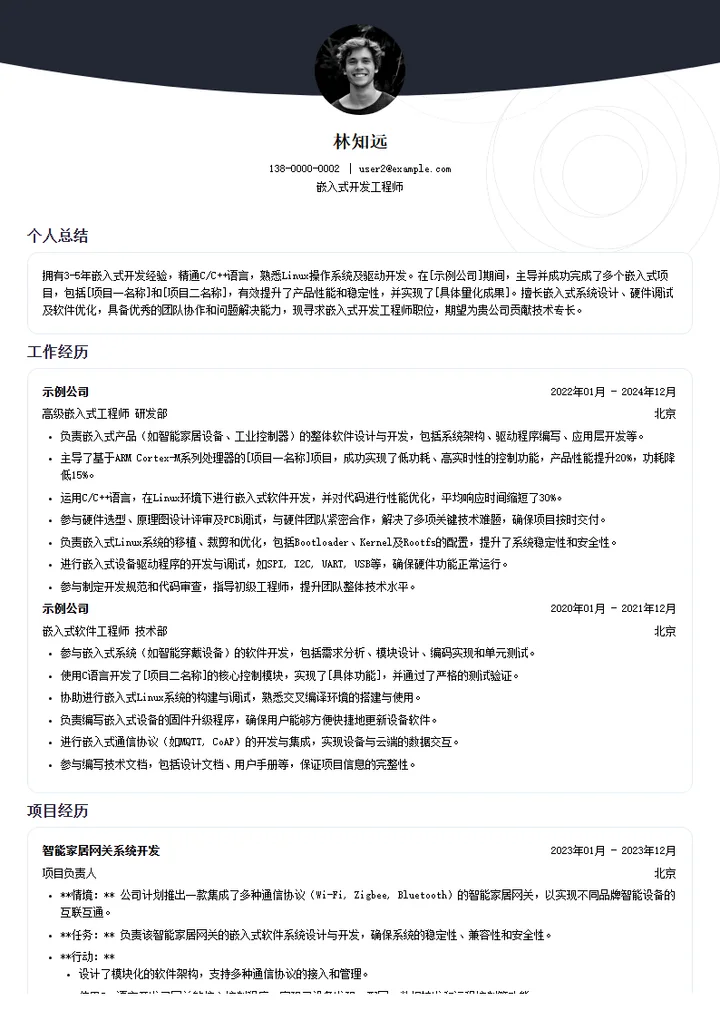 林知远
138-0000-0002 | user2@example.com
嵌入式开发工程师
个人总结
拥有3-5年嵌入式开发经验，精通C/C++语言，熟悉Linux操作系统及驱动开发。在[示例公司]期间，主导并成功完成了多个嵌入式项
目，包括[项目一名称]和[项目二名称]，有效提升了产品性能和稳定性，并实现了[具体量化成果]。擅长嵌入式系统设计、硬件调试
及软件优化，具备优秀的团队协作和问题解决能力，现寻求嵌入式开发工程师职位，期望为贵公司贡献技术专长。
工作经历
示例公司 2022年01月 - 2024年12月
高级嵌入式工程师 研发部 北京
• 负责嵌入式产品（如智能家居设备、工业控制器）的整体软件设计与开发，包括系统架构、驱动程序编写、应用层开发等。
• 主导了基于ARM Cortex-M系列处理器的[项目一名称]项目，成功实现了低功耗、高实时性的控制功能，产品性能提升20%，功耗降
低15%。
• 运用C/C++语言，在Linux环境下进行嵌入式软件开发，并对代码进行性能优化，平均响应时间缩短了30%。
• 参与硬件选型、原理图设计评审及PCB调试，与硬件团队紧密合作，解决了多项关键技术难题，确保项目按时交付。
• 负责嵌入式Linux系统的移植、裁剪和优化，包括Bootloader、Kernel及Rootfs的配置，提升了系统稳定性和安全性。
• 进行嵌入式设备驱动程序的开发与调试，如SPI, I2C, UART, USB等，确保硬件功能正常运行。
• 参与制定开发规范和代码审查，指导初级工程师，提升团队整体技术水平。
示例公司 2020年01月 - 2021年12月
嵌入式软件工程师 技术部 北京
• 参与嵌入式系统（如智能穿戴设备）的软件开发，包括需求分析、模块设计、编码实现和单元测试。
• 使用C语言开发了[项目二名称]的核心控制模块，实现了[具体功能]，并通过了严格的测试验证。
• 协助进行嵌入式Linux系统的构建与调试，熟悉交叉编译环境的搭建与使用。
• 负责编写嵌入式设备的固件升级程序，确保用户能够方便快捷地更新设备软件。
• 进行嵌入式通信协议（如MQTT, CoAP）的开发与集成，实现设备与云端的数据交互。
• 参与编写技术文档，包括设计文档、用户手册等，保证项目信息的完整性。
项目经历
智能家居网关系统开发 2023年01月 - 2023年12月
项目负责人 北京
• **情境：** 公司计划推出一款集成了多种通信协议（Wi-Fi, Zigbee, Bluetooth）的智能家居网关，以实现不同品牌智能设备的
互联互通。
• **任务：** 负责该智能家居网关的嵌入式软件系统设计与开发，确保系统的稳定性、兼容性和安全性。
• **行动：**
• 设计了模块化的软件架构，支持多种通信协议的接入和管理。